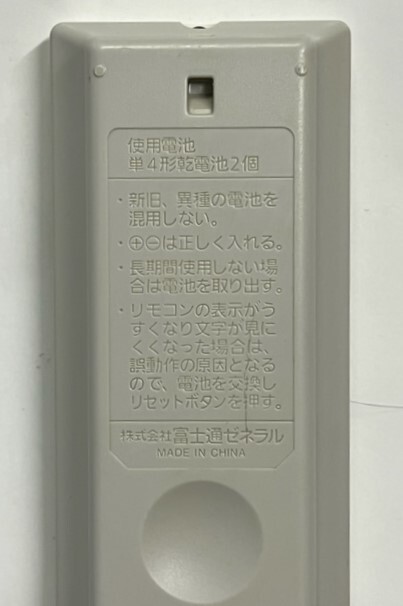 使用電池
単4形乾電池2個
・新旧、異種の電池を
混用しない。
・⊕⊖は正しく入れる。
・長期間使用しない場
合は電池を取り出す。
・リモコンの表示がう
すくなり文字が見に
くくなった場合は、
誤動作の原因となる
ので、電池を交換し
リセットボタンを押す。
株式会社富士通ゼネラル
MADE IN CHINA